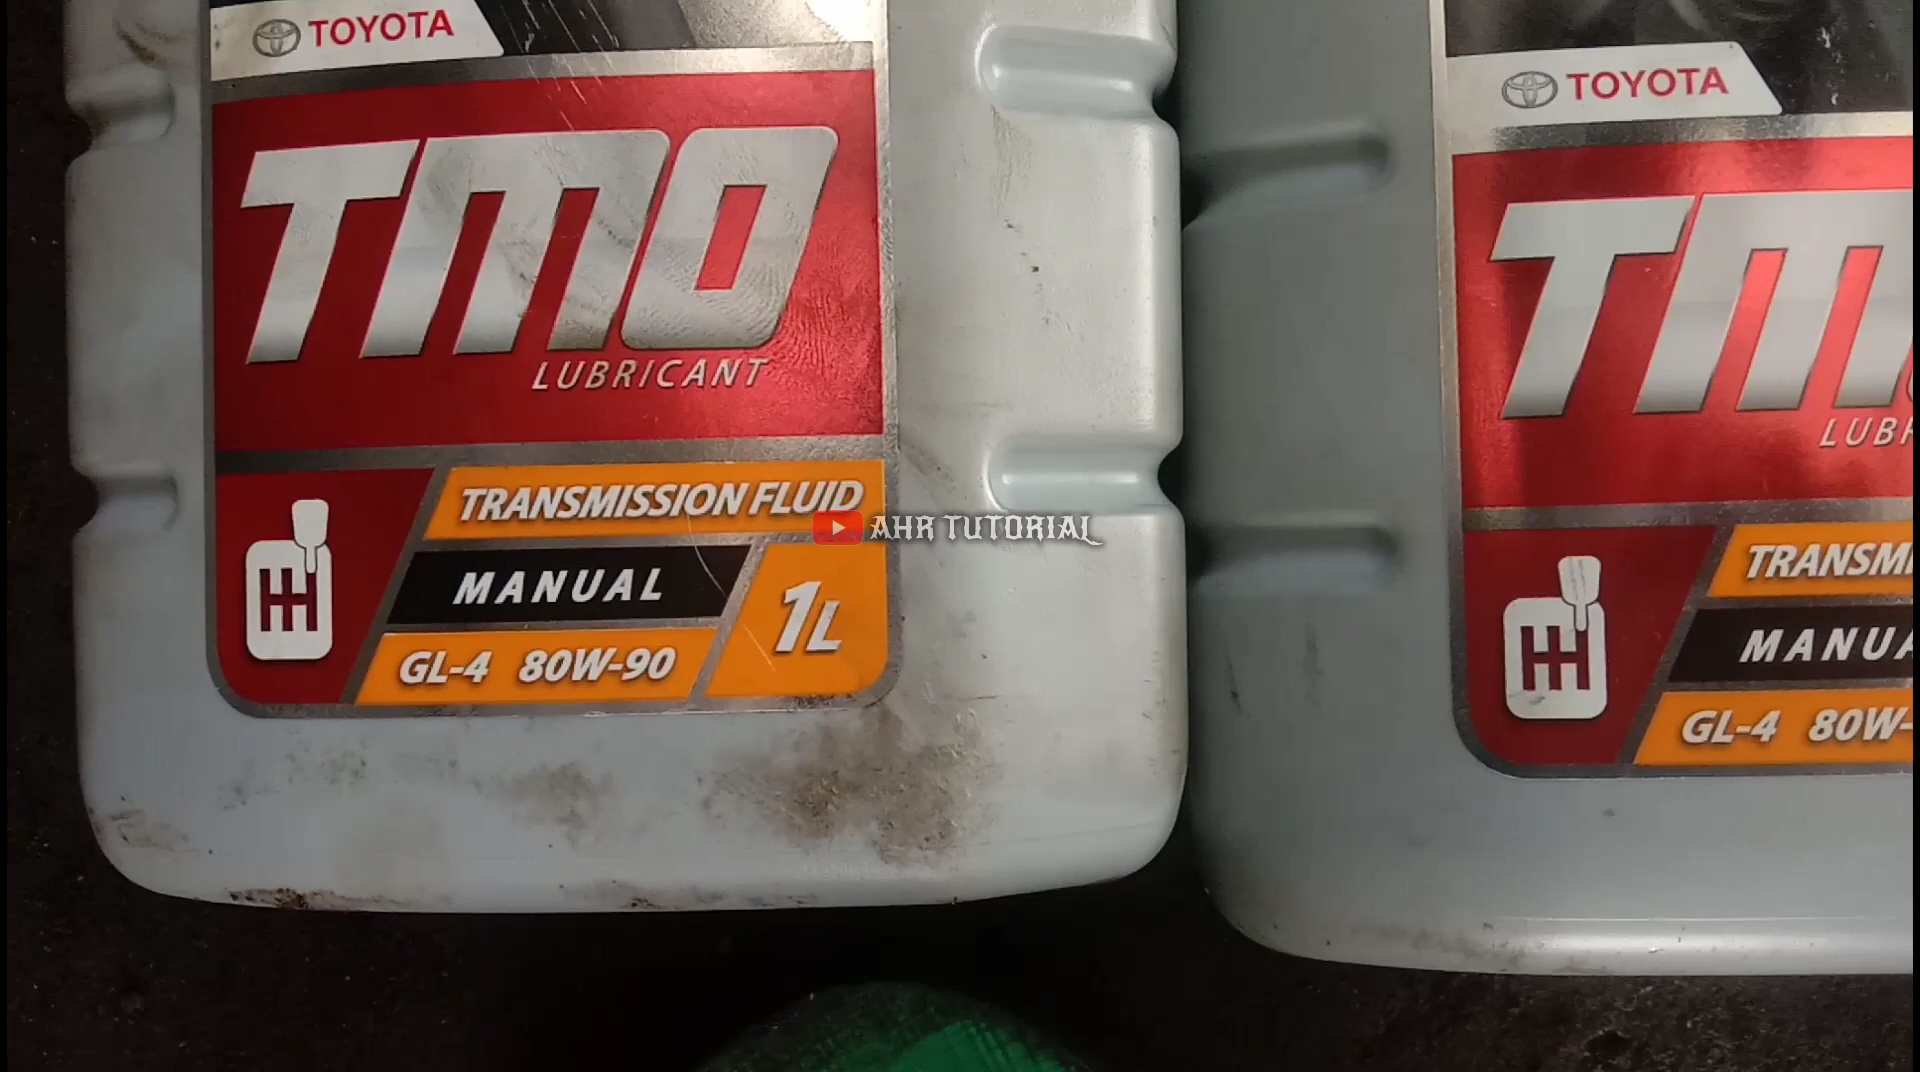 TOYOTA
TMO
LUBRICANT
TRANSMISSION FLUID
MANUAL
1L
GL-4 80W-90
AHR TUTORIAL
TOYOTA
TM
LUBR
TRANSMI
MANUA
GL-4 80W-